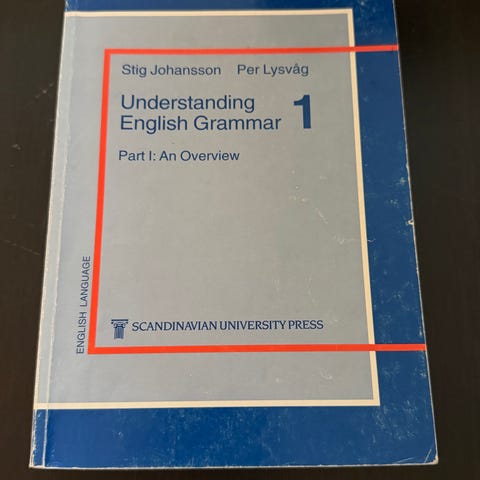 Stig Johansson Per Lysvåg
Understanding
English Grammar 1
Part I: An Overview
ENGLISH LANGUAGE
SCANDINAVIAN UNIVERSITY PRESS